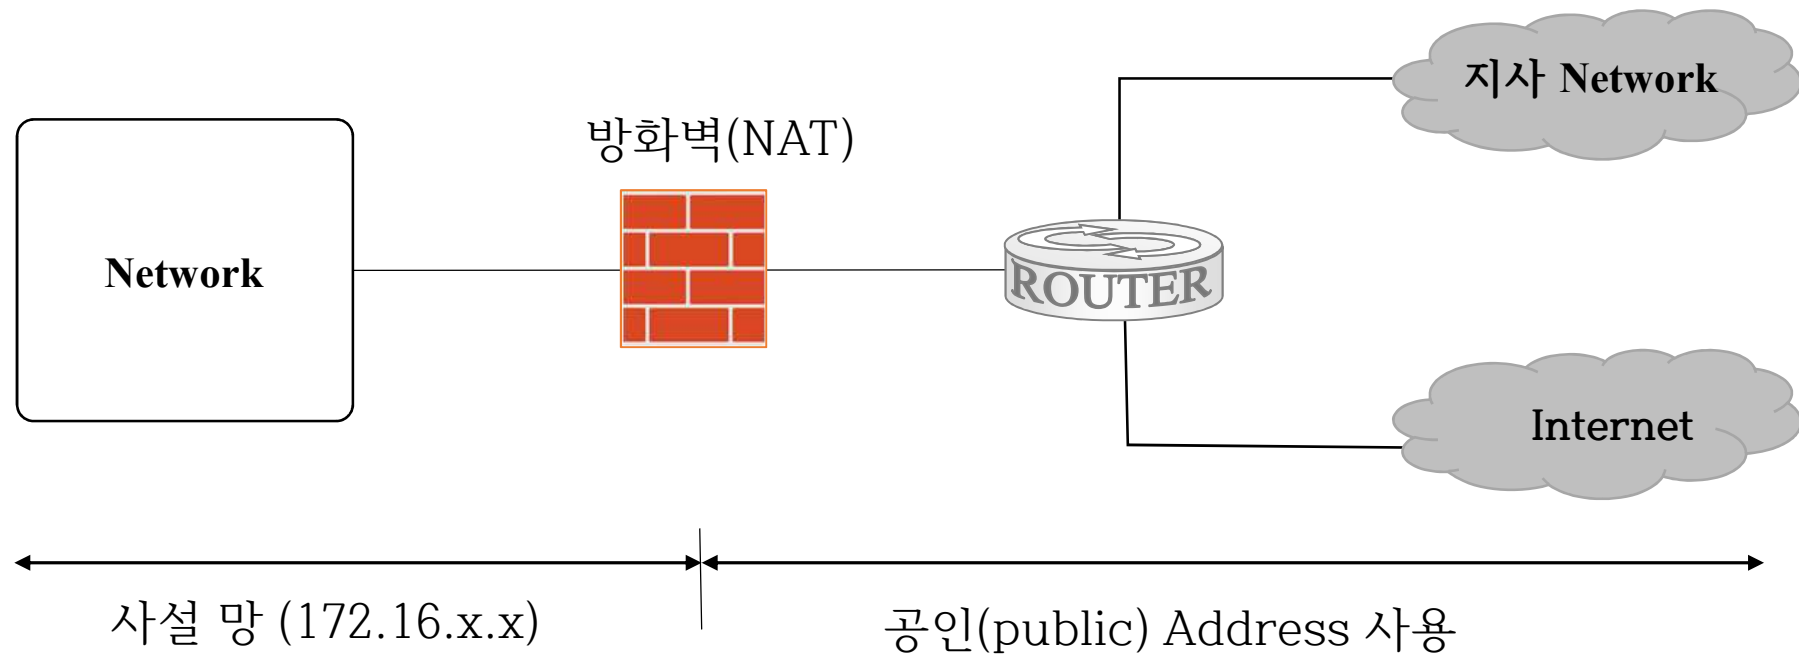 지사 Network
방화벽(NAT)
Network
ROUTER
Internet
사설 망 (172.16.x.x)
공인(public) Address 사용